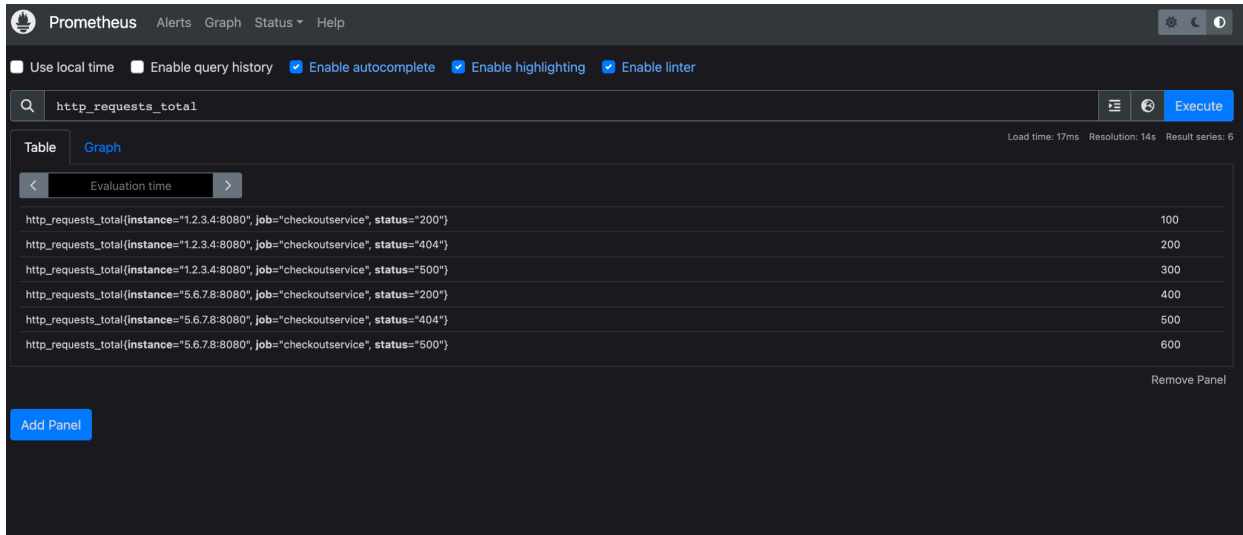 Prometheus Alerts Graph Status Help
Use local time Enable query history Enable autocomplete Enable highlighting Enable linter
http_requests_total Execute
Table Graph Load time: 17ms Resolution: 14s Result series: 6
Evaluation time
http_requests_total{instance="1.2.3.4:8080", job="checkoutservice", status="200"} 100
http_requests_total{instance="1.2.3.4:8080", job="checkoutservice", status="404"} 200
http_requests_total{instance="1.2.3.4:8080", job="checkoutservice", status="500"} 300
http_requests_total{instance="5.6.7.8:8080", job="checkoutservice", status="200"} 400
http_requests_total{instance="5.6.7.8:8080", job="checkoutservice", status="404"} 500
http_requests_total{instance="5.6.7.8:8080", job="checkoutservice", status="500"} 600
Remove Panel
Add Panel